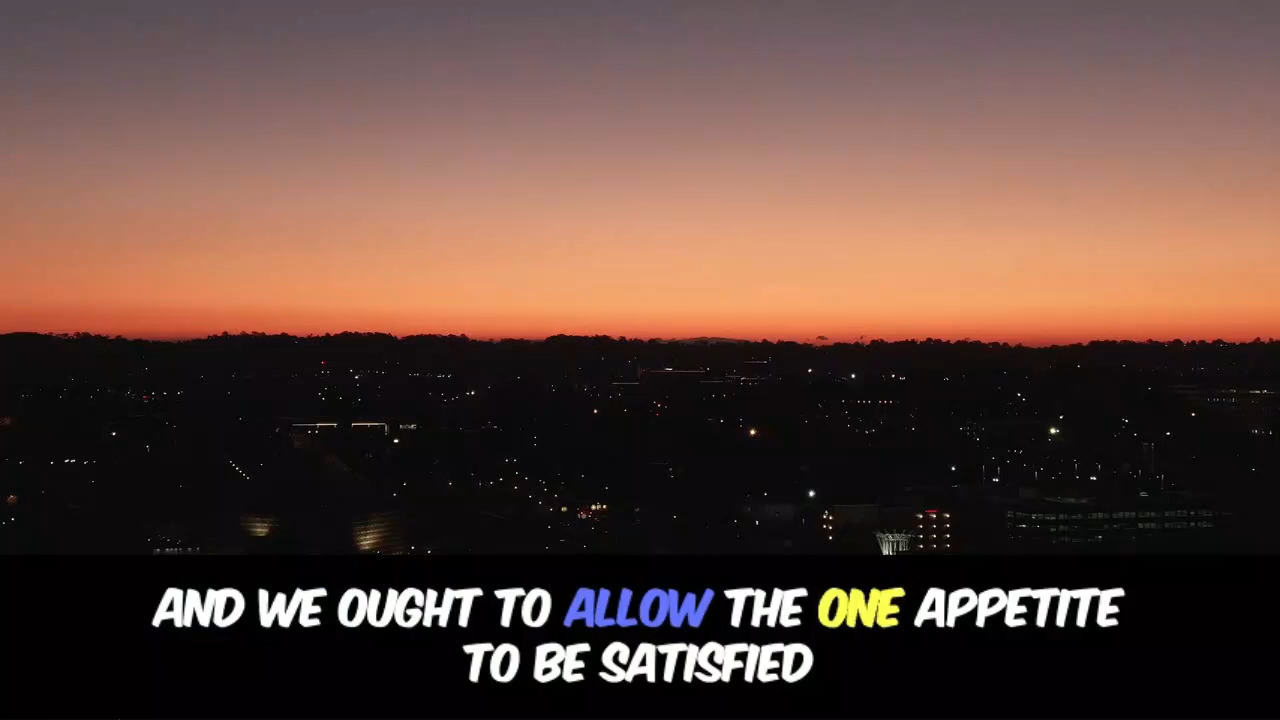 AND WE OUGHT TO ALLOW THE ONE APPETITE
TO BE SATISFIED